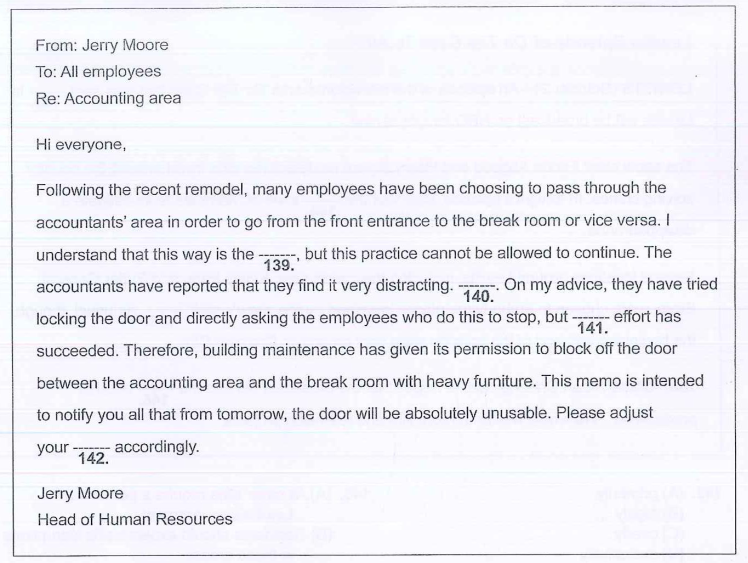 From: Jerry Moore
To: All employees
Re: Accounting area
Hi everyone,
Following the recent remodel, many employees have been choosing to pass through the
accountants' area in order to go from the front entrance to the break room or vice versa. I
understand that this way is the -------, but this practice cannot be allowed to continue. The
139.
accountants have reported that they find it very distracting. -------. On my advice, they have tried
140.
locking the door and directly asking the employees who do this to stop, but ------- effort has
141.
succeeded. Therefore, building maintenance has given its permission to block off the door
between the accounting area and the break room with heavy furniture. This memo is intended
to notify you all that from tomorrow, the door will be absolutely unusable. Please adjust
your ------- accordingly.
142.
Jerry Moore
Head of Human Resources